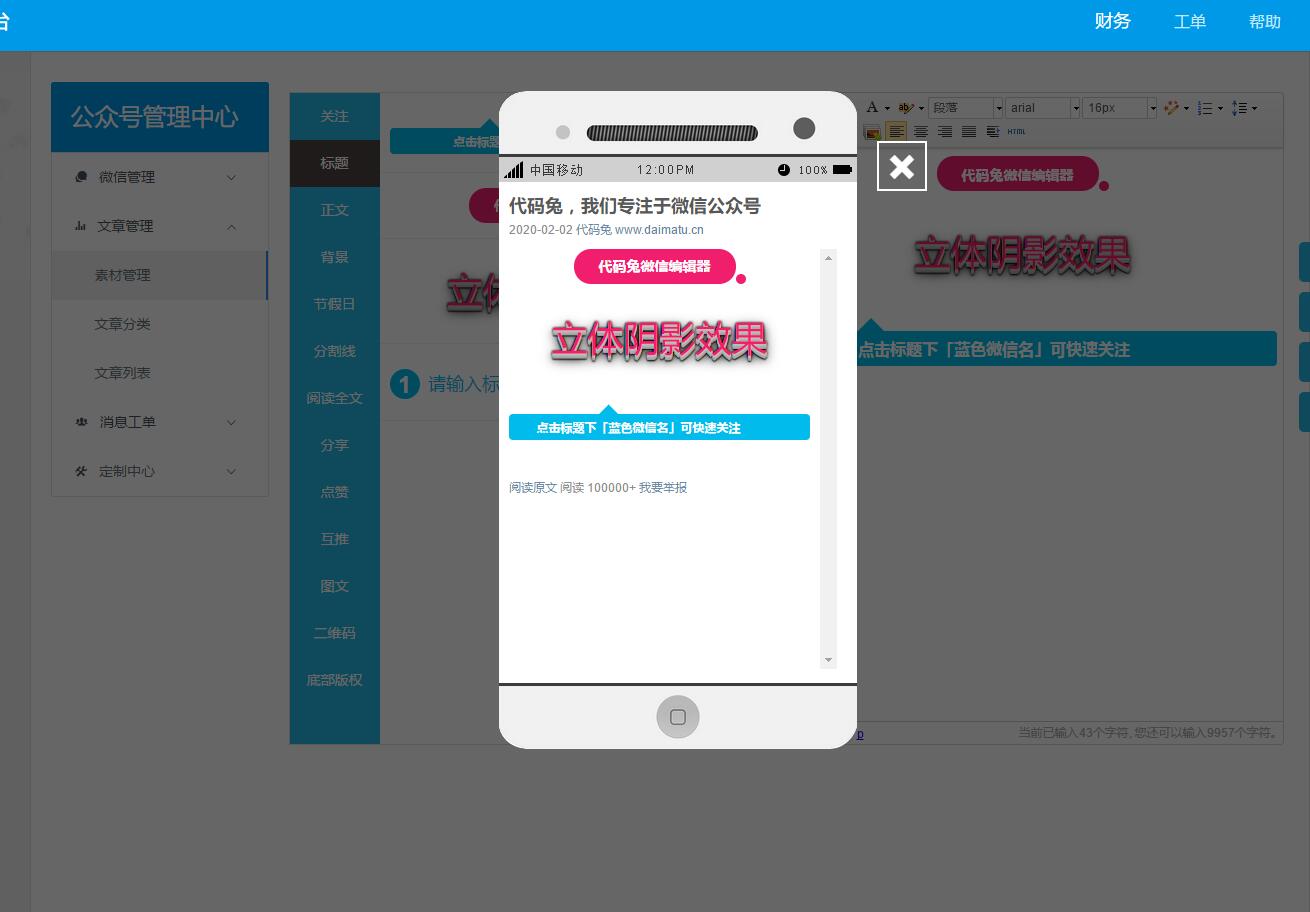 台
财务
工单
帮助
公众号管理中心
微信管理
文章管理
素材管理
文章分类
文章列表
消息工单
定制中心
关注
标题
正文
背景
节假日
分割线
阅读全文
分享
点赞
互推
图文
二维码
底部版权
点击标题
立体
1 请输入标
中国移动 12:00PM 100%
代码兔，我们专注于微信公众号
2020-02-02 代码兔 www.daimatu.cn
代码兔微信编辑器
立体阴影效果
点击标题下「蓝色微信名」可快速关注
阅读原文 阅读 100000+ 我要举报
A ab 段落 arial 16px
HTML
代码兔微信编辑器
立体阴影效果
点击标题下「蓝色微信名」可快速关注
p
当前已输入43个字符, 您还可以输入9957个字符。